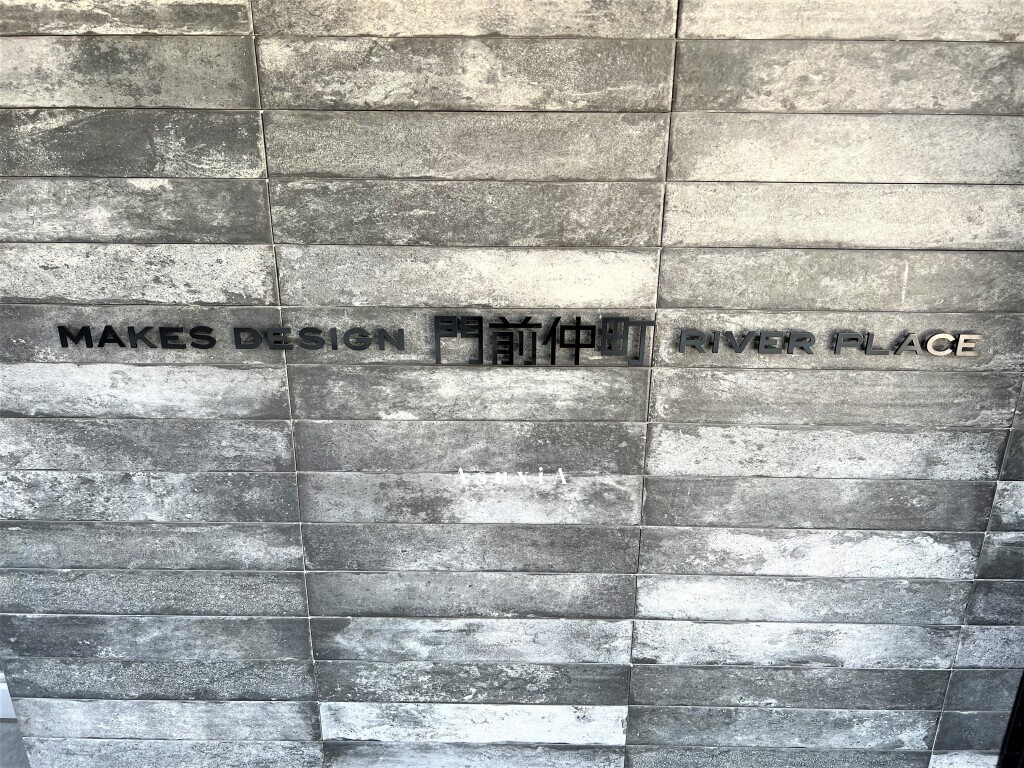 MAKES DESIGN 門前仲町 RIVER PLACE